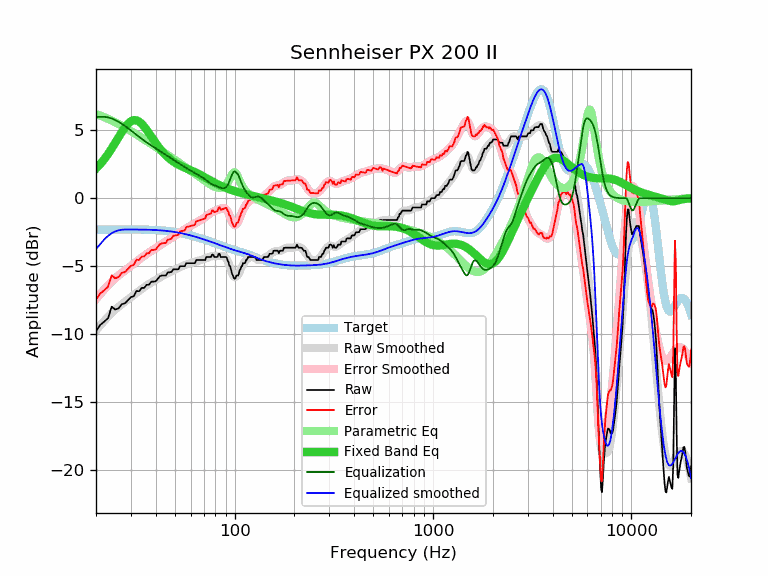 Sennheiser PX 200 II
Amplitude (dBr)
5
0
−5
−10
−15
−20
Target
Raw Smoothed
Error Smoothed
Raw
Error
Parametric Eq
Fixed Band Eq
Equalization
Equalized smoothed
100
1000
10000
Frequency (Hz)